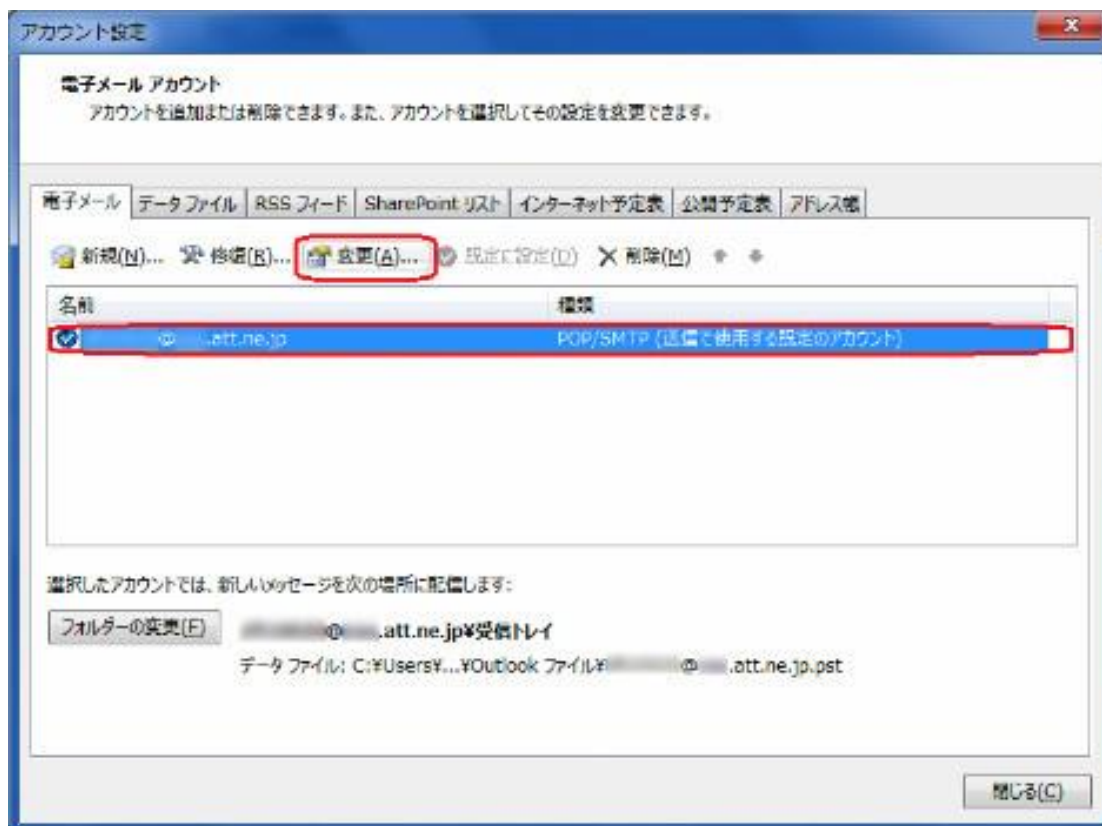 アカウント設定
電子メール アカウント
アカウントを追加または削除できます。また、アカウントを選択してその設定を変更できます。
電子メール データ ファイル RSS フィード SharePoint リスト インターネット予定表 公開予定表 アドレス帳
新規(N)... 修復(R)... 変更(A)... 既定に設定(D) 削除(M)
名前 種類
@ .att.ne.jp POP/SMTP (送信で使用する既定のアカウント)
選択したアカウントでは、新しいメッセージを次の場所に配信します:
フォルダーの変更(F) @ .att.ne.jp¥受信トレイ
データ ファイル: C:¥Users¥...¥Outlook ファイル¥ @ .att.ne.jp.pst
閉じる(C)